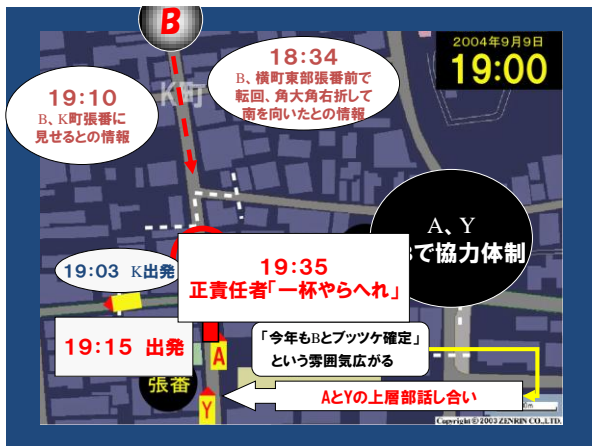 B
2004年9月9日
19:00
18:34
B、横町東部張番前で
転回、角大角右折して
南を向いたとの情報
19:10
B、K町張番に
見せるとの情報
K町
A、Y
Bで協力体制
19:03 K出発
19:35
正責任者「一杯やらへれ」
19:15 出発
「今年もBとブッツケ確定」
という雰囲気広がる
A
張番
Y
AとYの上層部話し合い
Copyright © 2003 ZENRIN CO.,LTD.